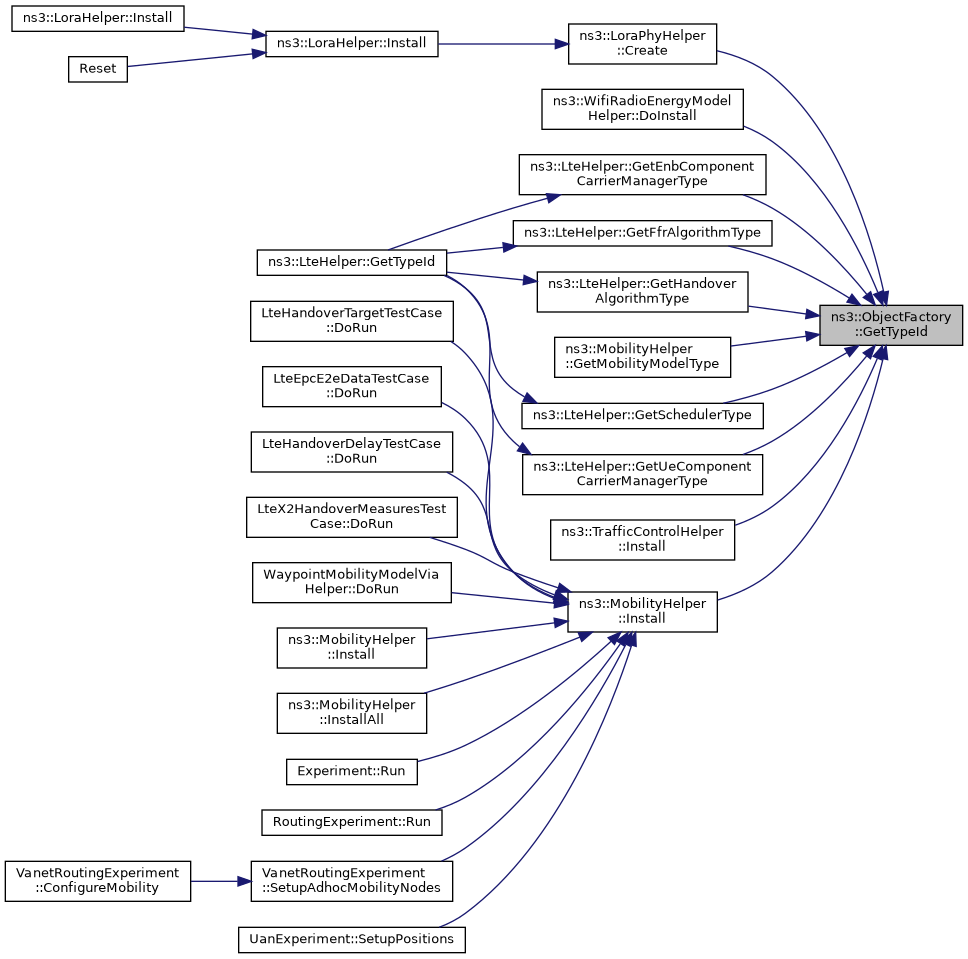 ns3::LoraHelper::Install
Reset
ns3::LoraHelper::Install
ns3::LoraPhyHelper
::Create
ns3::WifiRadioEnergyModel
Helper::DoInstall
ns3::LteHelper::GetEnbComponent
CarrierManagerType
ns3::LteHelper::GetFfrAlgorithmType
ns3::LteHelper::GetTypeId
ns3::LteHelper::GetHandover
AlgorithmType
ns3::ObjectFactory
::GetTypeId
LteHandoverTargetTestCase
::DoRun
ns3::MobilityHelper
::GetMobilityModelType
LteEpcE2eDataTestCase
::DoRun
ns3::LteHelper::GetSchedulerType
LteHandoverDelayTestCase
::DoRun
ns3::LteHelper::GetUeComponent
CarrierManagerType
LteX2HandoverMeasuresTest
Case::DoRun
ns3::TrafficControlHelper
::Install
WaypointMobilityModelVia
Helper::DoRun
ns3::MobilityHelper
::Install
ns3::MobilityHelper
::Install
ns3::MobilityHelper
::InstallAll
Experiment::Run
RoutingExperiment::Run
VanetRoutingExperiment
::ConfigureMobility
VanetRoutingExperiment
::SetupAdhocMobilityNodes
UanExperiment::SetupPositions